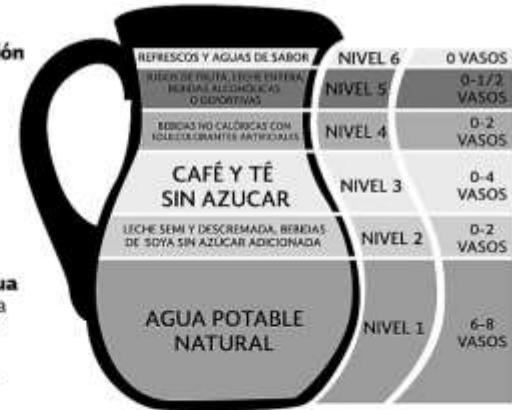 ión
REFRESCOS Y AGUAS DE SABOR NIVEL 6 0 VASOS
JUGOS DE FRUTA, LECHE ENTERA,
BEBIDAS ALCOHÓLICAS
O DEPORTIVAS
NIVEL 5
0-1/2
VASOS
BEBIDAS NO CALÓRICAS CON
ARTIFICIALES
NIVEL 4
0-2
VASOS
CAFÉ Y TÉ
SIN AZUCAR
NIVEL 3
0-4
VASOS
LECHE SEMI Y DESCREMADA, BEBIDAS
DE SOYA SIN AZÚCAR ADICIONADA
NIVEL 2
0-2
VASOS
ua
a
AGUA POTABLE
NATURAL
NIVEL 1
6-8
VASOS